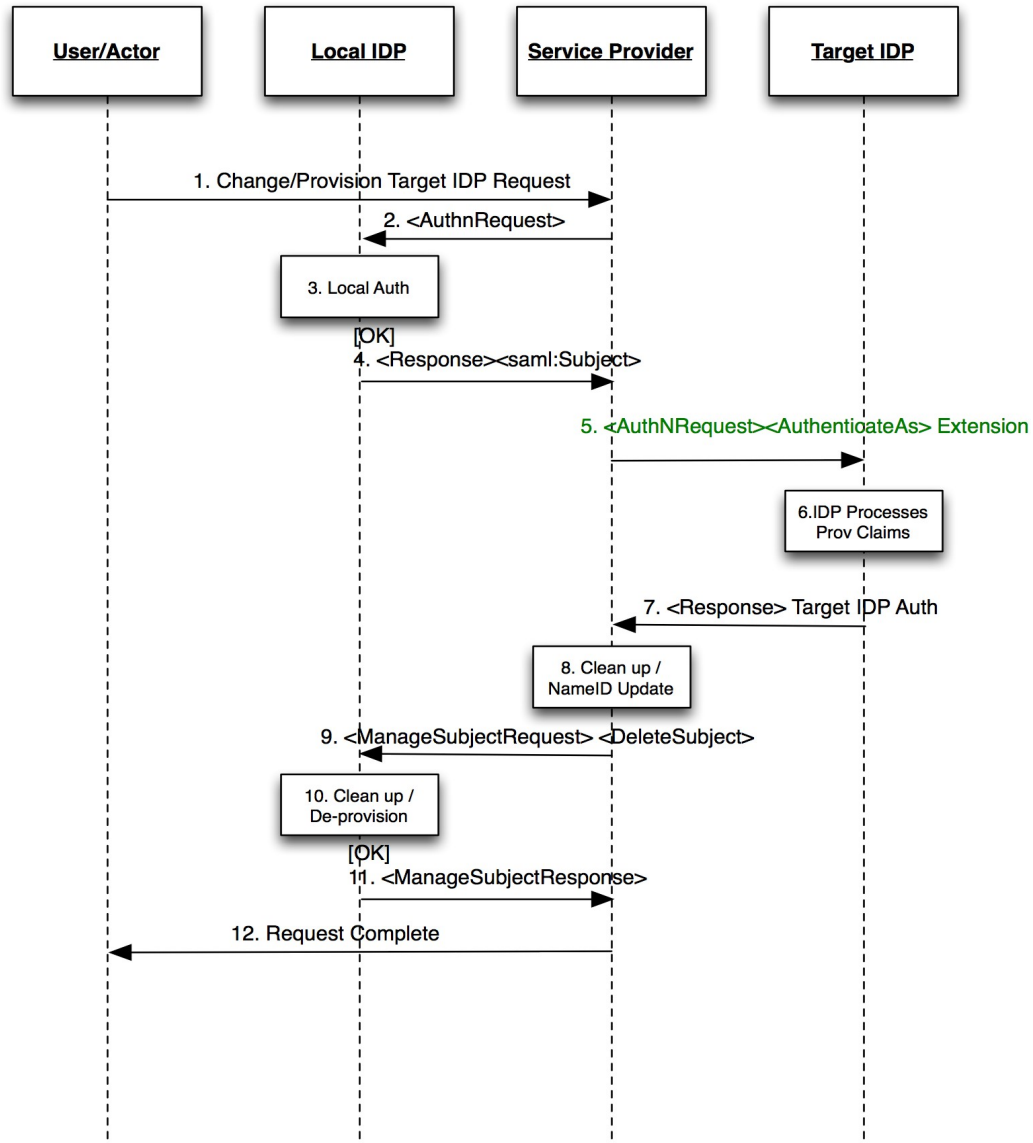 User/Actor
Local IDP
Service Provider
Target IDP
1. Change/Provision Target IDP Request
2. <AuthnRequest>
3. Local Auth
[OK]
4. <Response><saml:Subject>
5. <AuthNRequest><AuthenticateAs> Extension
6.IDP Processes
Prov Claims
7. <Response> Target IDP Auth
8. Clean up /
NameID Update
9. <ManageSubjectRequest> <DeleteSubject>
10. Clean up /
De-provision
[OK]
11. <ManageSubjectResponse>
12. Request Complete